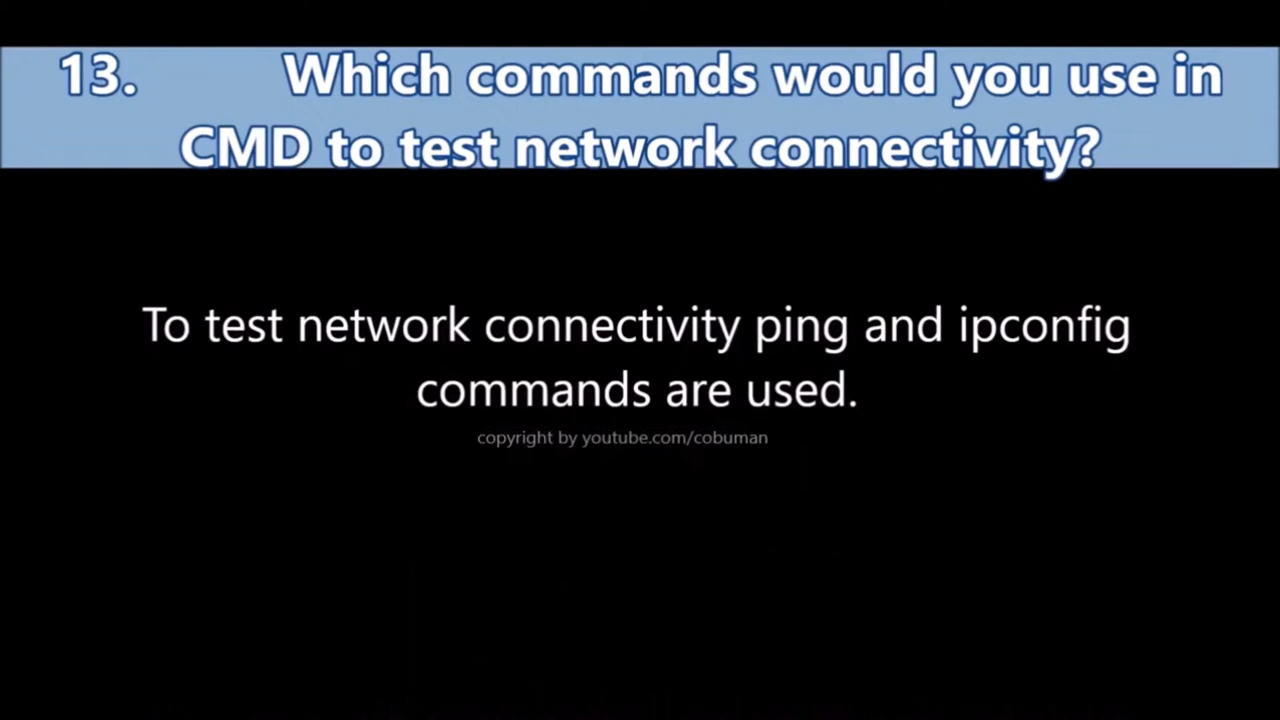 13. Which commands would you use in
CMD to test network connectivity?
To test network connectivity ping and ipconfig
commands are used.
copyright by youtube.com/cobuman